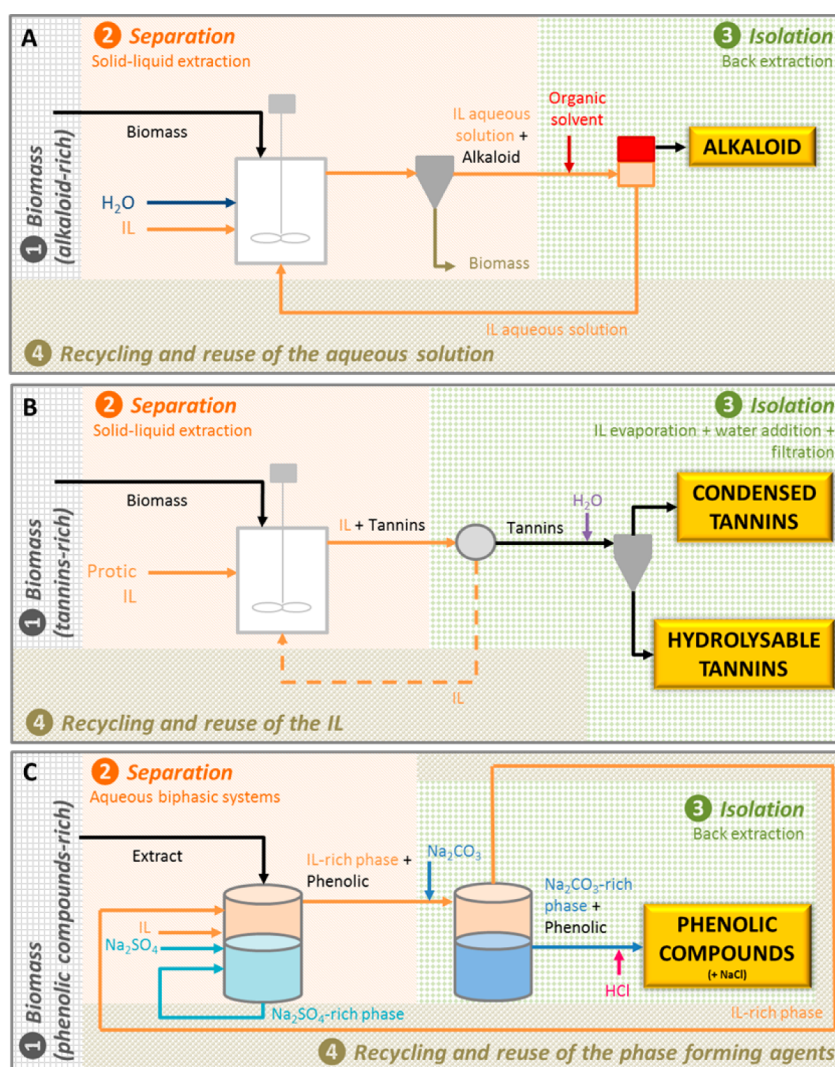 A
2 Separation
Solid-liquid extraction
3 Isolation
Back extraction
1 Biomass
(alkaloid-rich)
Biomass
H₂O
IL
IL aqueous
solution +
Alkaloid
Organic
solvent
ALKALOID
Biomass
IL aqueous solution
4 Recycling and reuse of the aqueous solution
B
2 Separation
Solid-liquid extraction
3 Isolation
IL evaporation + water addition +
filtration
1 Biomass
(tannins-rich)
Biomass
Protic
IL
IL + Tannins
Tannins
H₂O
CONDENSED
TANNINS
HYDROLYSABLE
TANNINS
IL
4 Recycling and reuse of the IL
C
2 Separation
Aqueous biphasic systems
3 Isolation
Back extraction
1 Biomass
(phenolic compounds-rich)
Extract
IL
Na₂SO₄
Na₂SO₄-rich phase
IL-rich phase +
Phenolic
Na₂CO₃
Na₂CO₃-rich
phase +
Phenolic
HCl
PHENOLIC
COMPOUNDS
(+ NaCl)
IL-rich phase
4 Recycling and reuse of the phase forming agents